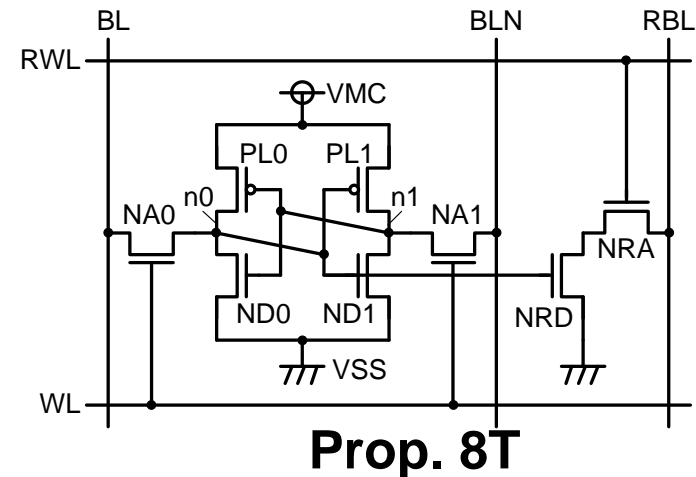 BL BLN RBL
RWL
VMC
PL0 PL1
n0 n1
NA0 NA1
NRA
ND0 ND1 NRD
VSS
WL
Prop. 8T